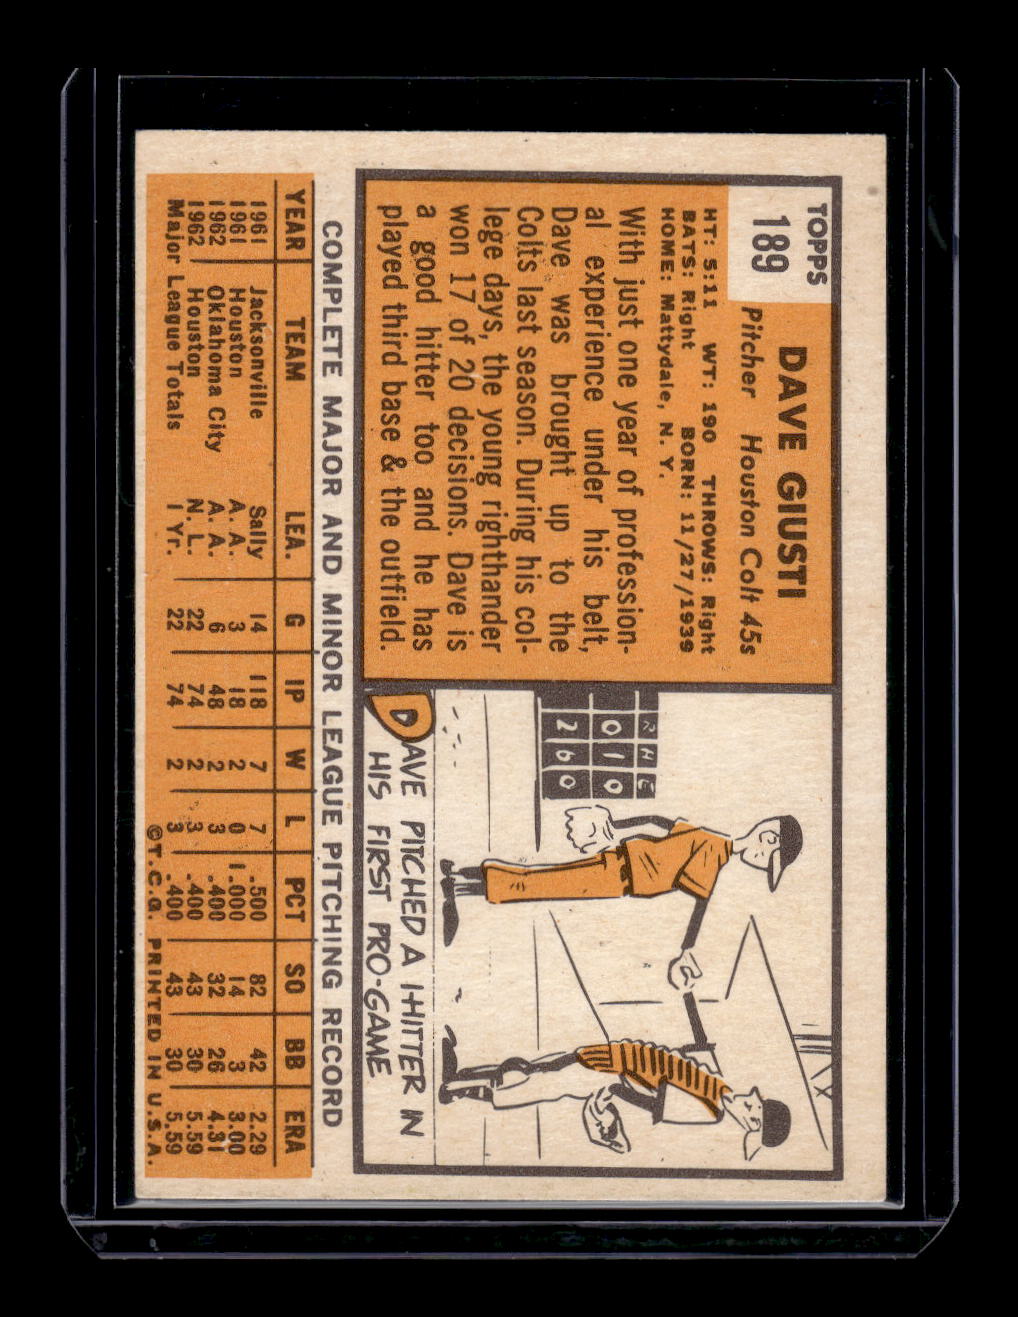 TOPPS
189
DAVE GIUSTI
Pitcher Houston Colt 45s
HT: 5:11 WT: 190 THROWS: Right
BATS: Right BORN: 11/27/1939
HOME: Mattydale, N. Y.
With just one year of profession-
al experience under his belt,
Dave was brought up to the
Colts last season. During his col-
lege days, the young righthander
won 17 of 20 decisions. Dave is
a good hitter too and he has
played third base & the outfield.
R H E
0 1 0
2 6 0
DAVE PITCHED A 1-HITTER IN
HIS FIRST PRO-GAME
COMPLETE MAJOR AND MINOR LEAGUE PITCHING RECORD
YEAR TEAM LEA. G IP W L PCT SO BB ERA
1961 Jacksonville Sally 14 118 7 7 .500 82 42 2.29
1961 Houston A. A. 3 18 2 0 1.000 14 3 3.00
1962 Oklahoma City A. A. 6 48 2 3 .400 32 26 4.31
1962 Houston N. L. 22 74 2 3 .400 43 30 5.59
Major League Totals 1 Yr. 22 74 2 3 .400 43 30 5.59
©T.C.G. PRINTED IN U.S.A.